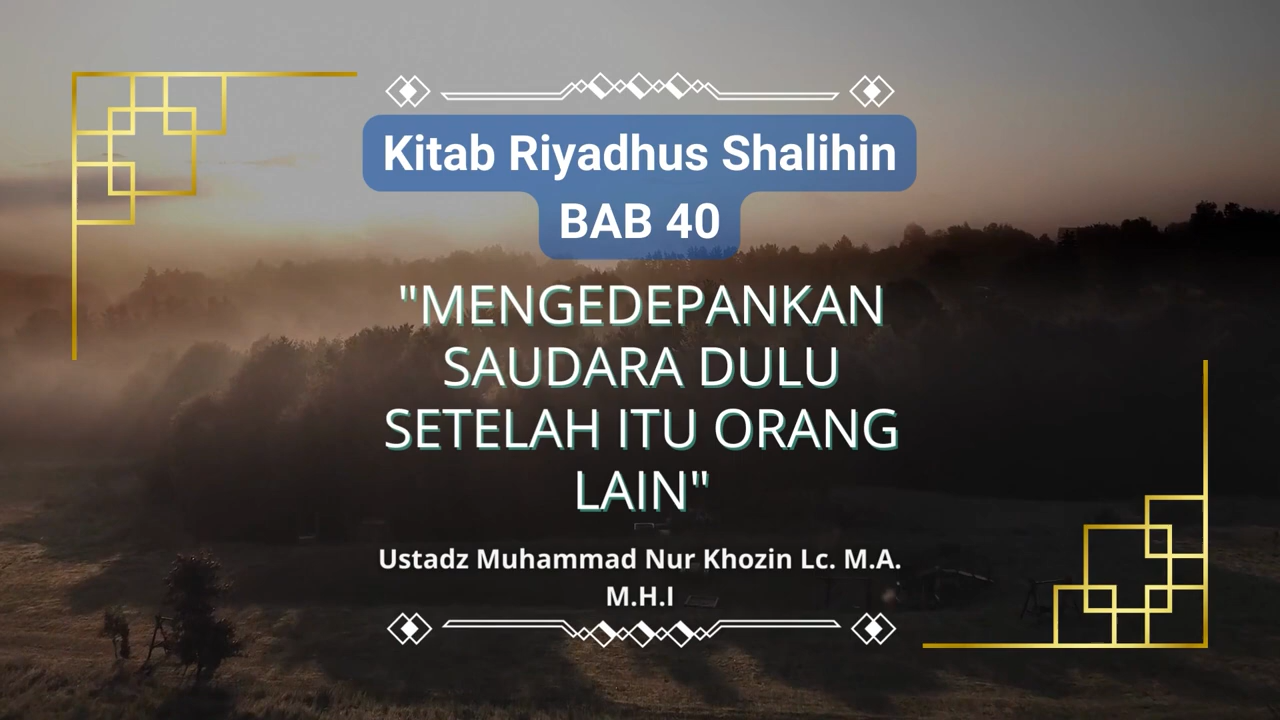 Kitab Riyadhus Shalihin
BAB 40
"MENGEDEPANKAN
SAUDARA DULU
SETELAH ITU ORANG
LAIN"
Ustadz Muhammad Nur Khozin Lc. M.A.
M.H.I